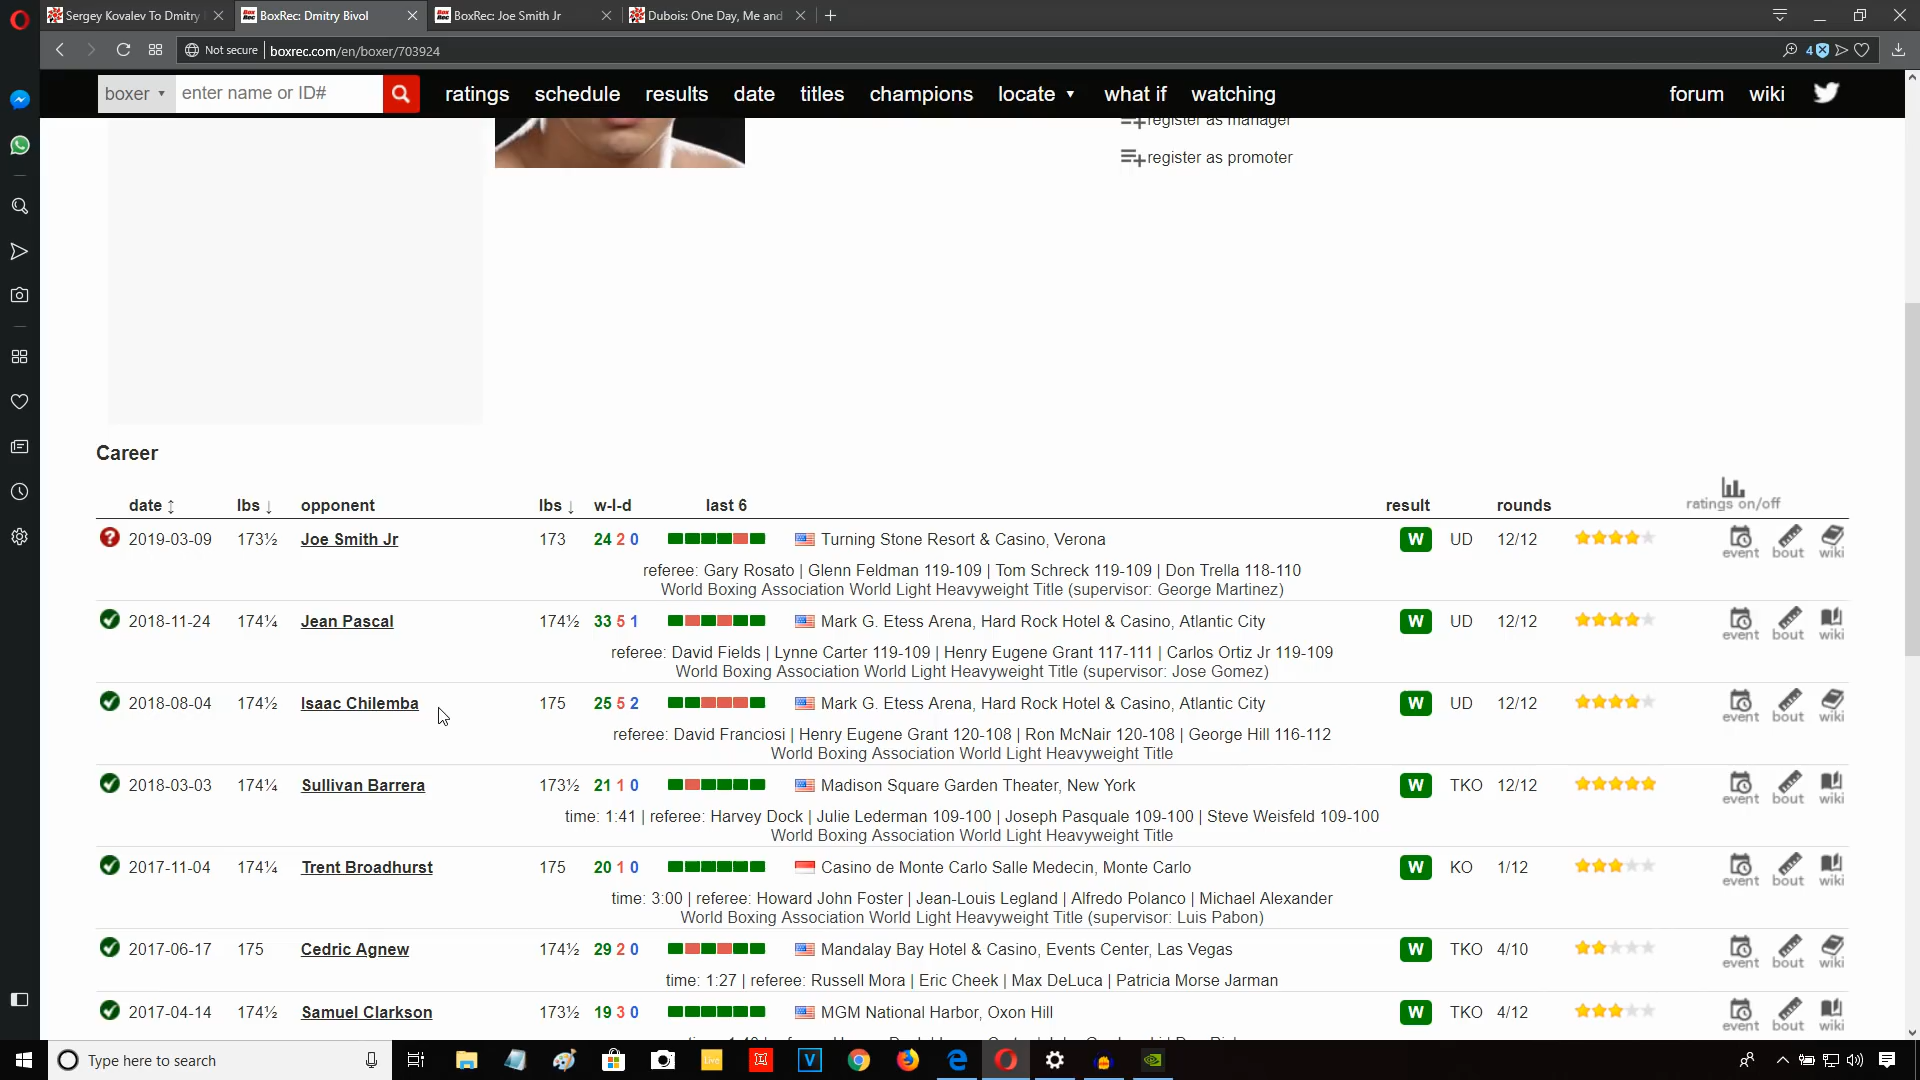 Sergey Kovalev To Dmitry
BoxRec: Dmitry Bivol
BoxRec: Joe Smith Jr
Dubois: One Day, Me and
Not secure boxrec.com/en/boxer/703924
4
boxer enter name or ID# ratings schedule results date titles champions locate what if watching forum wiki
register as manager
register as promoter
Career
ratings on/off
date lbs opponent lbs w-l-d last 6 result rounds
2019-03-09 173½ Joe Smith Jr 173 24 2 0 Turning Stone Resort & Casino, Verona W UD 12/12 event bout wiki
referee: Gary Rosato | Glenn Feldman 119-109 | Tom Schreck 119-109 | Don Trella 118-110
World Boxing Association World Light Heavyweight Title (supervisor: George Martinez)
2018-11-24 174¼ Jean Pascal 174½ 33 5 1 Mark G. Etess Arena, Hard Rock Hotel & Casino, Atlantic City W UD 12/12 event bout wiki
referee: David Fields | Lynne Carter 119-109 | Henry Eugene Grant 117-111 | Carlos Ortiz Jr 119-109
World Boxing Association World Light Heavyweight Title (supervisor: Jose Gomez)
2018-08-04 174½ Isaac Chilemba 175 25 5 2 Mark G. Etess Arena, Hard Rock Hotel & Casino, Atlantic City W UD 12/12 event bout wiki
referee: David Franciosi | Henry Eugene Grant 120-108 | Ron McNair 120-108 | George Hill 116-112
World Boxing Association World Light Heavyweight Title
2018-03-03 174¼ Sullivan Barrera 173½ 21 1 0 Madison Square Garden Theater, New York W TKO 12/12 event bout wiki
time: 1:41 | referee: Harvey Dock | Julie Lederman 109-100 | Joseph Pasquale 109-100 | Steve Weisfeld 109-100
World Boxing Association World Light Heavyweight Title
2017-11-04 174¼ Trent Broadhurst 175 20 1 0 Casino de Monte Carlo Salle Medecin, Monte Carlo W KO 1/12 event bout wiki
time: 3:00 | referee: Howard John Foster | Jean-Louis Legland | Alfredo Polanco | Michael Alexander
World Boxing Association World Light Heavyweight Title (supervisor: Luis Pabon)
2017-06-17 175 Cedric Agnew 174½ 29 2 0 Mandalay Bay Hotel & Casino, Events Center, Las Vegas W TKO 4/10 event bout wiki
time: 1:27 | referee: Russell Mora | Eric Cheek | Max DeLuca | Patricia Morse Jarman
2017-04-14 174½ Samuel Clarkson 173½ 19 3 0 MGM National Harbor, Oxon Hill W TKO 4/12 event bout wiki
Type here to search